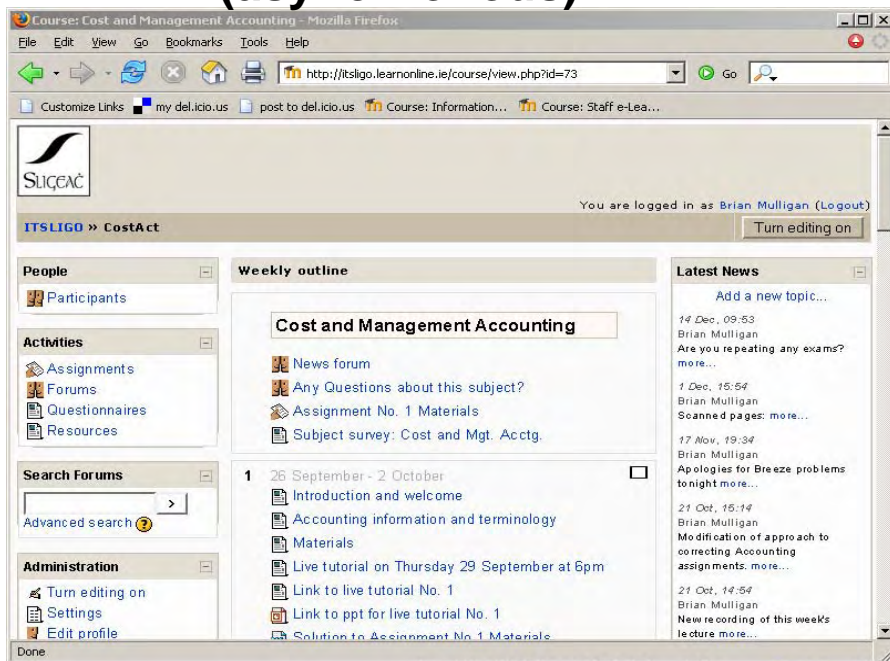 Course: Cost and Management Accounting - Mozilla Firefox
File Edit View Go Bookmarks Tools Help
http://itsligo.learnonline.ie/course/view.php?id=73
Go
Customize Links my del.icio.us post to del.icio.us Course: Information... Course: Staff e-Lea...
SLIGEAĊ
You are logged in as Brian Mulligan (Logout)
ITSLIGO » CostAct
Turn editing on
People
Participants
Activities
Assignments
Forums
Questionnaires
Resources
Search Forums
>
Advanced search ?
Administration
Turn editing on
Settings
Edit profile
Weekly outline
Cost and Management Accounting
News forum
Any Questions about this subject?
Assignment No. 1 Materials
Subject survey: Cost and Mgt. Acctg.
1 26 September - 2 October
Introduction and welcome
Accounting information and terminology
Materials
Live tutorial on Thursday 29 September at 6pm
Link to live tutorial No. 1
Link to ppt for live tutorial No. 1
Solution to Assignment No 1 Materials
Latest News
Add a new topic...
14 Dec, 09:53
Brian Mulligan
Are you repeating any exams?
more...
1 Dec, 15:54
Brian Mulligan
Scanned pages: more...
17 Nov, 19:34
Brian Mulligan
Apologies for Breeze problems
tonight more...
21 Oct, 15:14
Brian Mulligan
Modification of approach to
correcting Accounting
assignments. more...
21 Oct, 14:54
Brian Mulligan
New recording of this week's
lecture more...
Done